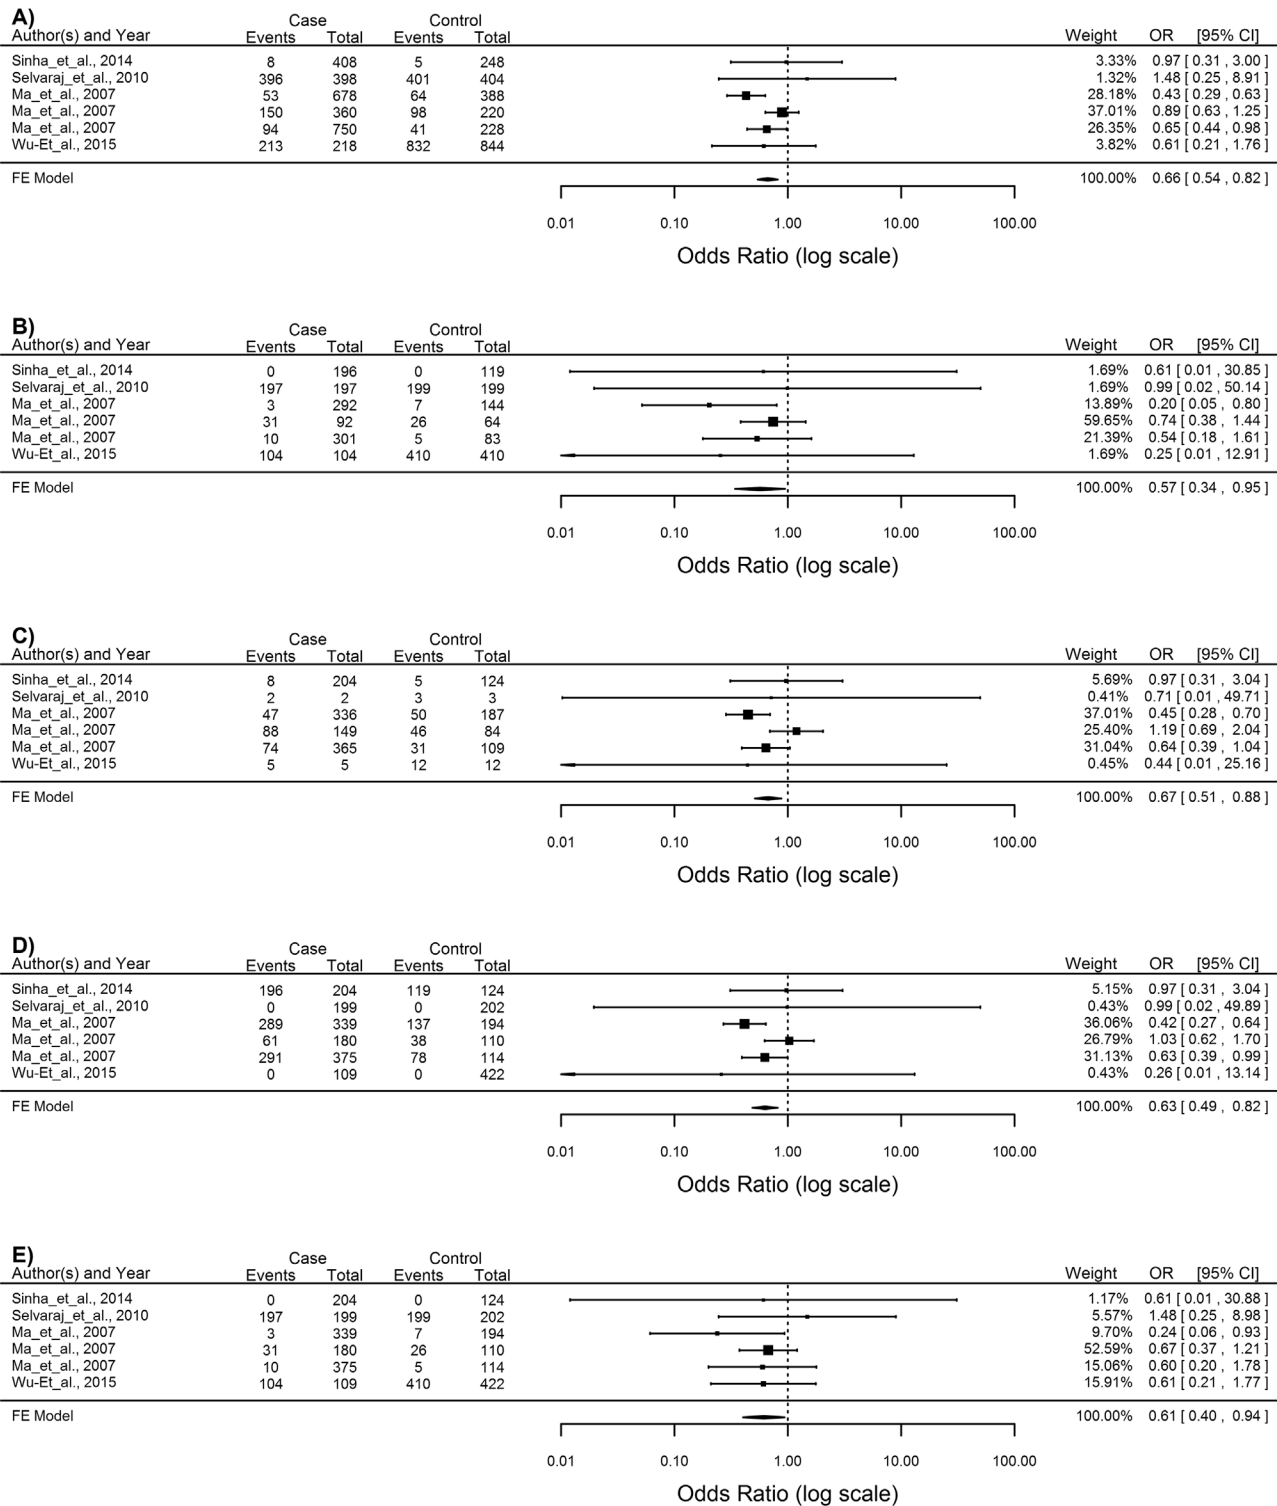 A)
Case Control
Author(s) and Year Events Total Events Total Weight OR [95% CI]
Sinha_et_al., 2014 8 408 5 248 3.33% 0.97 [ 0.31 , 3.00 ]
Selvaraj_et_al., 2010 396 398 401 404 1.32% 1.48 [ 0.25 , 8.91 ]
Ma_et_al., 2007 53 678 64 388 28.18% 0.43 [ 0.29 , 0.63 ]
Ma_et_al., 2007 150 360 98 220 37.01% 0.89 [ 0.63 , 1.25 ]
Ma_et_al., 2007 94 750 41 228 26.35% 0.65 [ 0.44 , 0.98 ]
Wu-Et_al., 2015 213 218 832 844 3.82% 0.61 [ 0.21 , 1.76 ]
FE Model 100.00% 0.66 [ 0.54 , 0.82 ]
0.01 0.10 1.00 10.00 100.00
Odds Ratio (log scale)
B)
Case Control
Author(s) and Year Events Total Events Total Weight OR [95% CI]
Sinha_et_al., 2014 0 196 0 119 1.69% 0.61 [ 0.01 , 30.85 ]
Selvaraj_et_al., 2010 197 197 199 199 1.69% 0.99 [ 0.02 , 50.14 ]
Ma_et_al., 2007 3 292 7 144 13.89% 0.20 [ 0.05 , 0.80 ]
Ma_et_al., 2007 31 92 26 64 59.65% 0.74 [ 0.38 , 1.44 ]
Ma_et_al., 2007 10 301 5 83 21.39% 0.54 [ 0.18 , 1.61 ]
Wu-Et_al., 2015 104 104 410 410 1.69% 0.25 [ 0.01 , 12.91 ]
FE Model 100.00% 0.57 [ 0.34 , 0.95 ]
0.01 0.10 1.00 10.00 100.00
Odds Ratio (log scale)
C)
Case Control
Author(s) and Year Events Total Events Total Weight OR [95% CI]
Sinha_et_al., 2014 8 204 5 124 5.69% 0.97 [ 0.31 , 3.04 ]
Selvaraj_et_al., 2010 2 2 3 3 0.41% 0.71 [ 0.01 , 49.71 ]
Ma_et_al., 2007 47 336 50 187 37.01% 0.45 [ 0.28 , 0.70 ]
Ma_et_al., 2007 88 149 46 84 25.40% 1.19 [ 0.69 , 2.04 ]
Ma_et_al., 2007 74 365 31 109 31.04% 0.64 [ 0.39 , 1.04 ]
Wu-Et_al., 2015 5 5 12 12 0.45% 0.44 [ 0.01 , 25.16 ]
FE Model 100.00% 0.67 [ 0.51 , 0.88 ]
0.01 0.10 1.00 10.00 100.00
Odds Ratio (log scale)
D)
Case Control
Author(s) and Year Events Total Events Total Weight OR [95% CI]
Sinha_et_al., 2014 196 204 119 124 5.15% 0.97 [ 0.31 , 3.04 ]
Selvaraj_et_al., 2010 0 199 0 202 0.43% 0.99 [ 0.02 , 49.89 ]
Ma_et_al., 2007 289 339 137 194 36.06% 0.42 [ 0.27 , 0.64 ]
Ma_et_al., 2007 61 180 38 110 26.79% 1.03 [ 0.62 , 1.70 ]
Ma_et_al., 2007 291 375 78 114 31.13% 0.63 [ 0.39 , 0.99 ]
Wu-Et_al., 2015 0 109 0 422 0.43% 0.26 [ 0.01 , 13.14 ]
FE Model 100.00% 0.63 [ 0.49 , 0.82 ]
0.01 0.10 1.00 10.00 100.00
Odds Ratio (log scale)
E)
Case Control
Author(s) and Year Events Total Events Total Weight OR [95% CI]
Sinha_et_al., 2014 0 204 0 124 1.17% 0.61 [ 0.01 , 30.88 ]
Selvaraj_et_al., 2010 197 199 199 202 5.57% 1.48 [ 0.25 , 8.98 ]
Ma_et_al., 2007 3 339 7 194 9.70% 0.24 [ 0.06 , 0.93 ]
Ma_et_al., 2007 31 180 26 110 52.59% 0.67 [ 0.37 , 1.21 ]
Ma_et_al., 2007 10 375 5 114 15.06% 0.60 [ 0.20 , 1.78 ]
Wu-Et_al., 2015 104 109 410 422 15.91% 0.61 [ 0.21 , 1.77 ]
FE Model 100.00% 0.61 [ 0.40 , 0.94 ]
0.01 0.10 1.00 10.00 100.00
Odds Ratio (log scale)